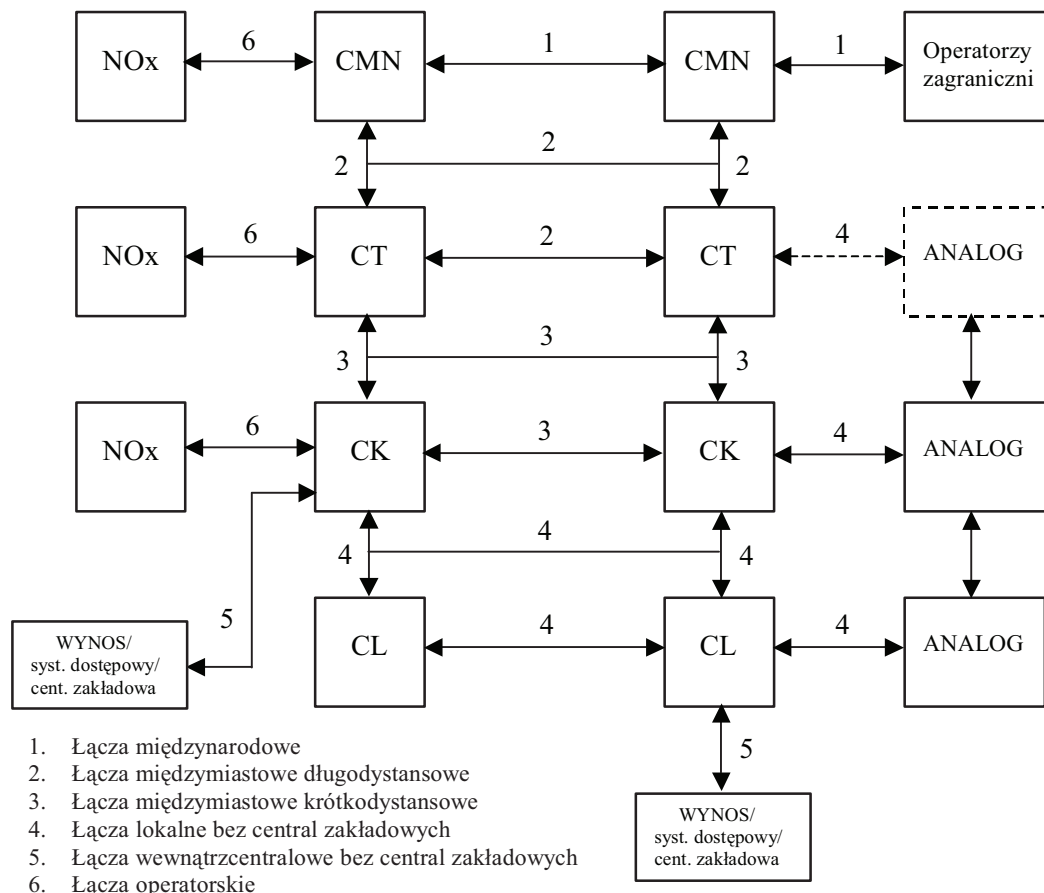 NOx 6 CMN 1 CMN 1 Operatorzy
zagraniczni
2 2 2
NOx 6 CT 2 CT 4 ANALOG
3 3 3
NOx 6 CK 3 CK 4 ANALOG
4 4 4
5
WYNOS/
syst. dostępowy/
cent. zakładowa
CL 4 CL 4 ANALOG
5
WYNOS/
syst. dostępowy/
cent. zakładowa
1. Łącza międzynarodowe
2. Łącza międzymiastowe długodystansowe
3. Łącza międzymiastowe krótkodystansowe
4. Łącza lokalne bez central zakładowych
5. Łącza wewnątrzcentralowe bez central zakładowych
6. Łącza operatorskie